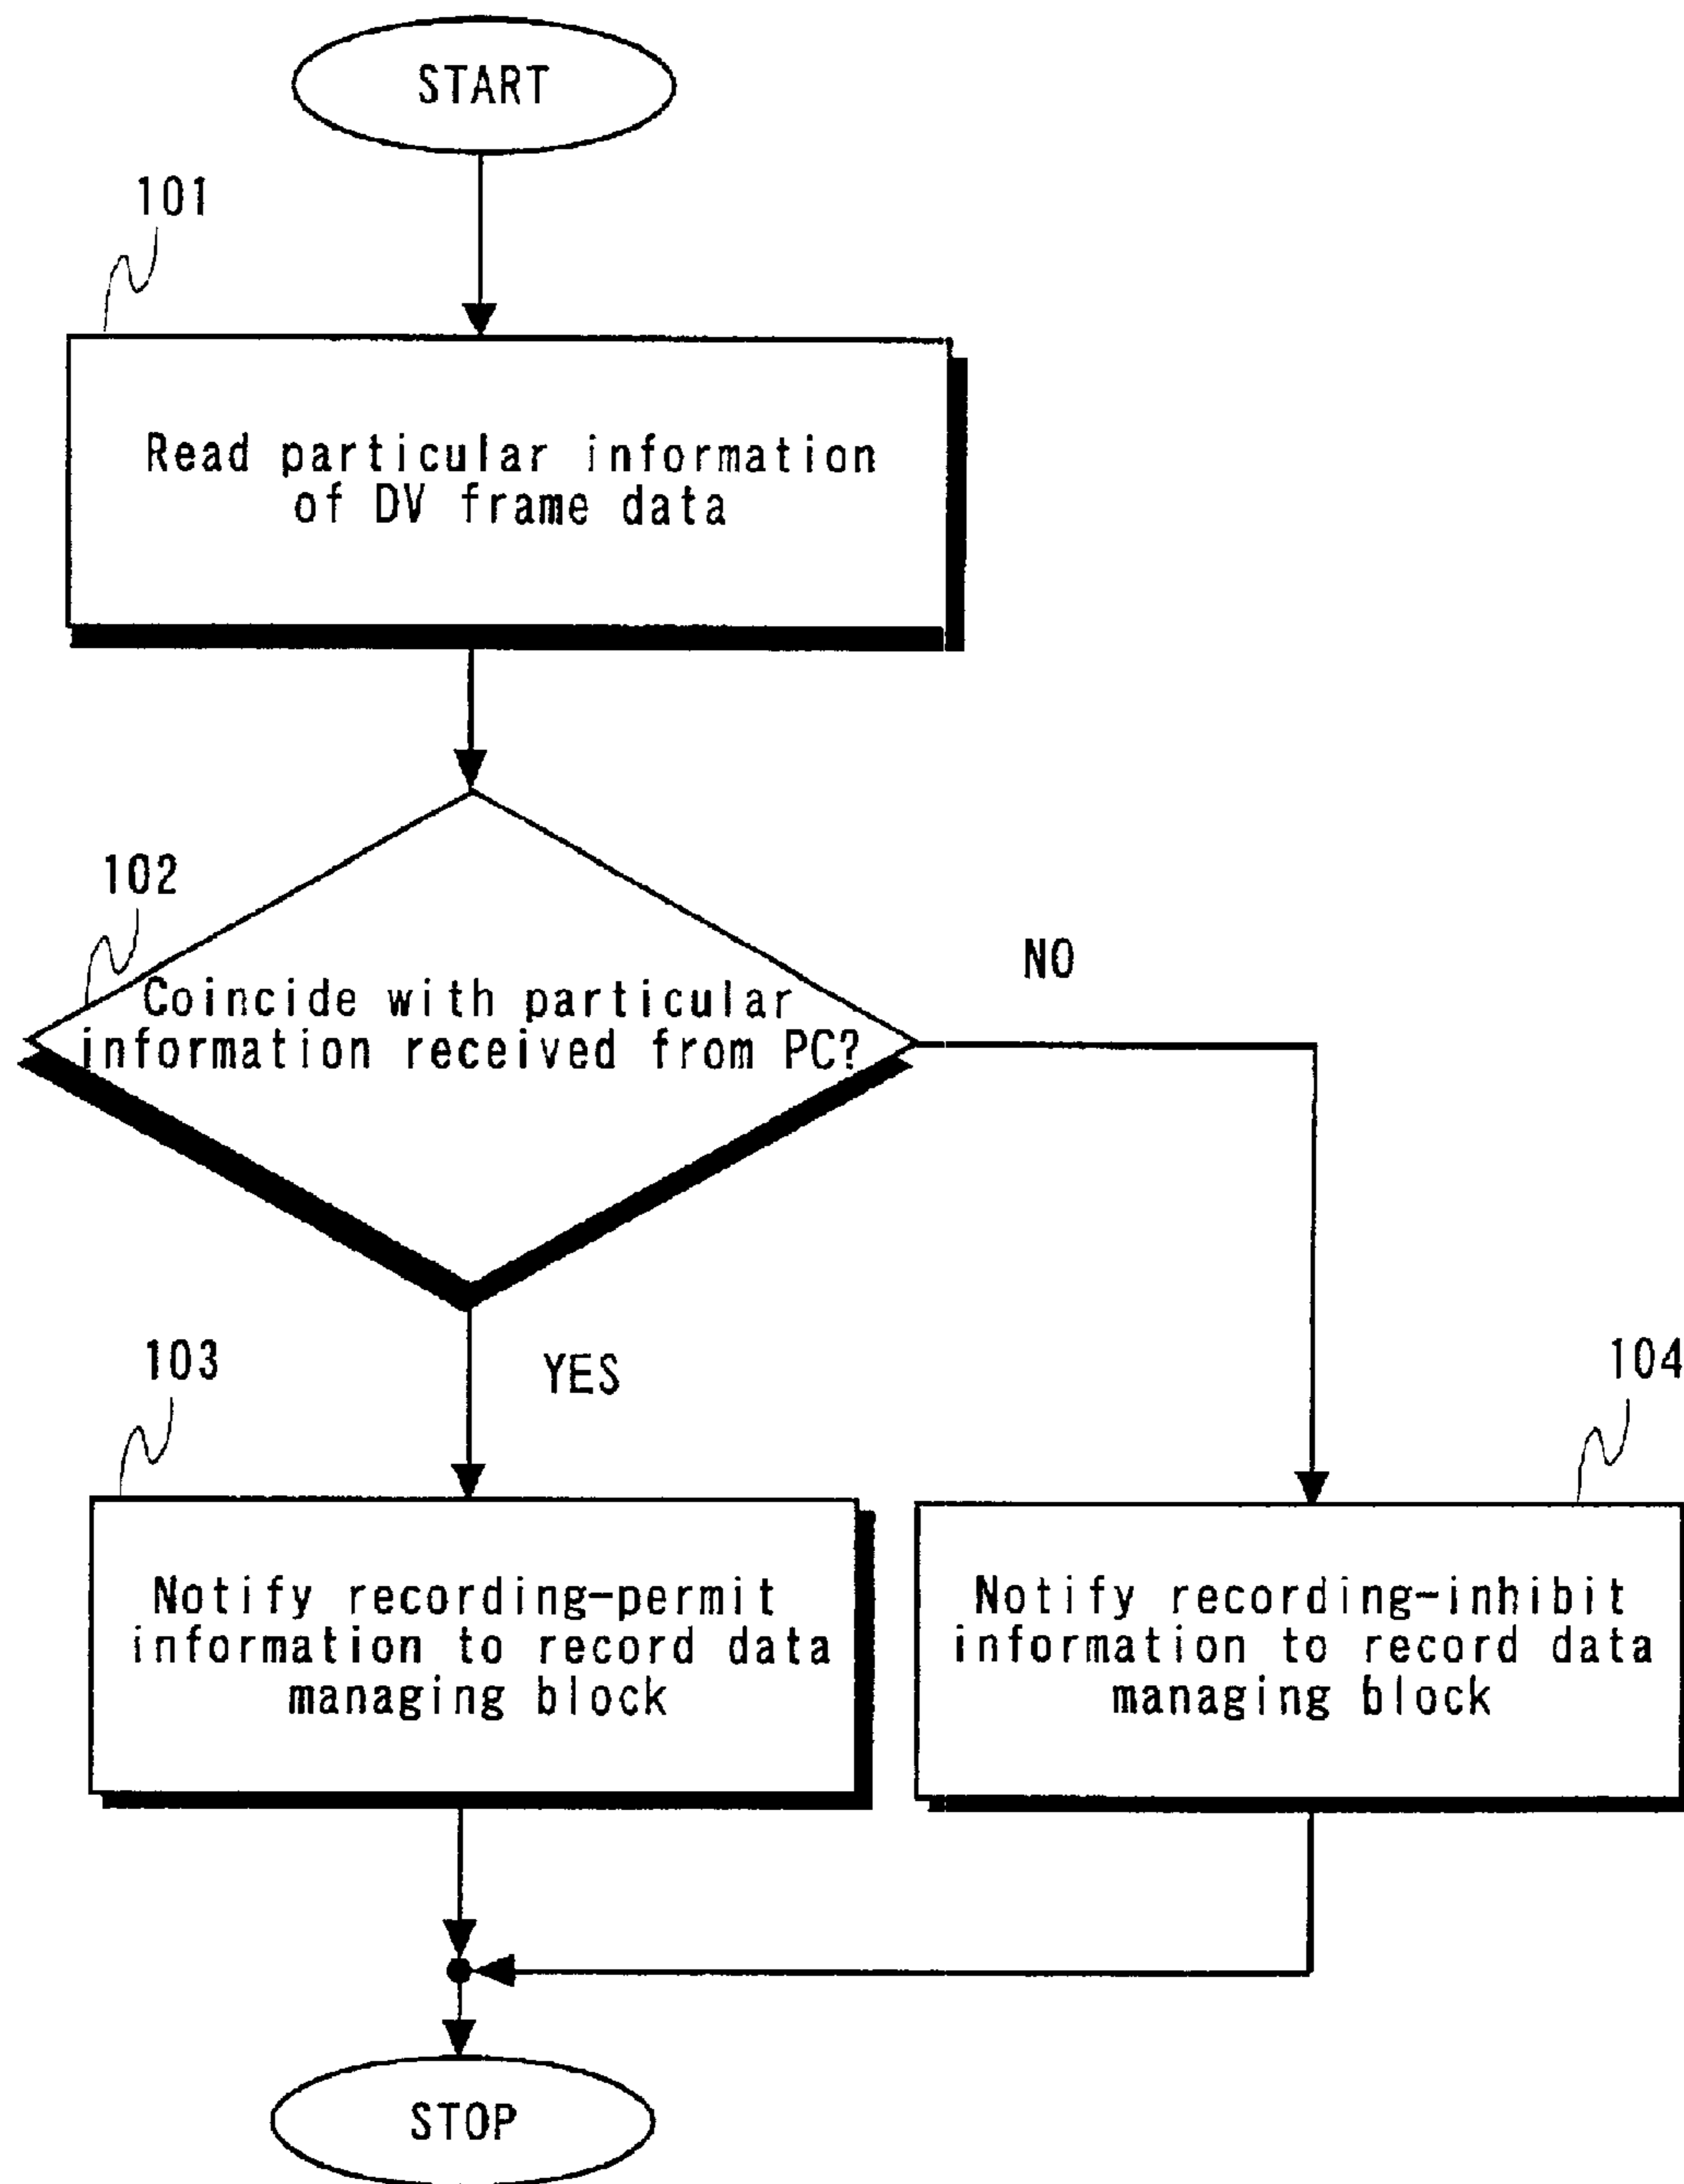 START
101
Read particular information
of DV frame data
102
NO
Coincide with particular
information received from PC?
103
YES
104
Notify recording-permit
information to record data
managing block
Notify recording-inhibit
information to record data
managing block
STOP